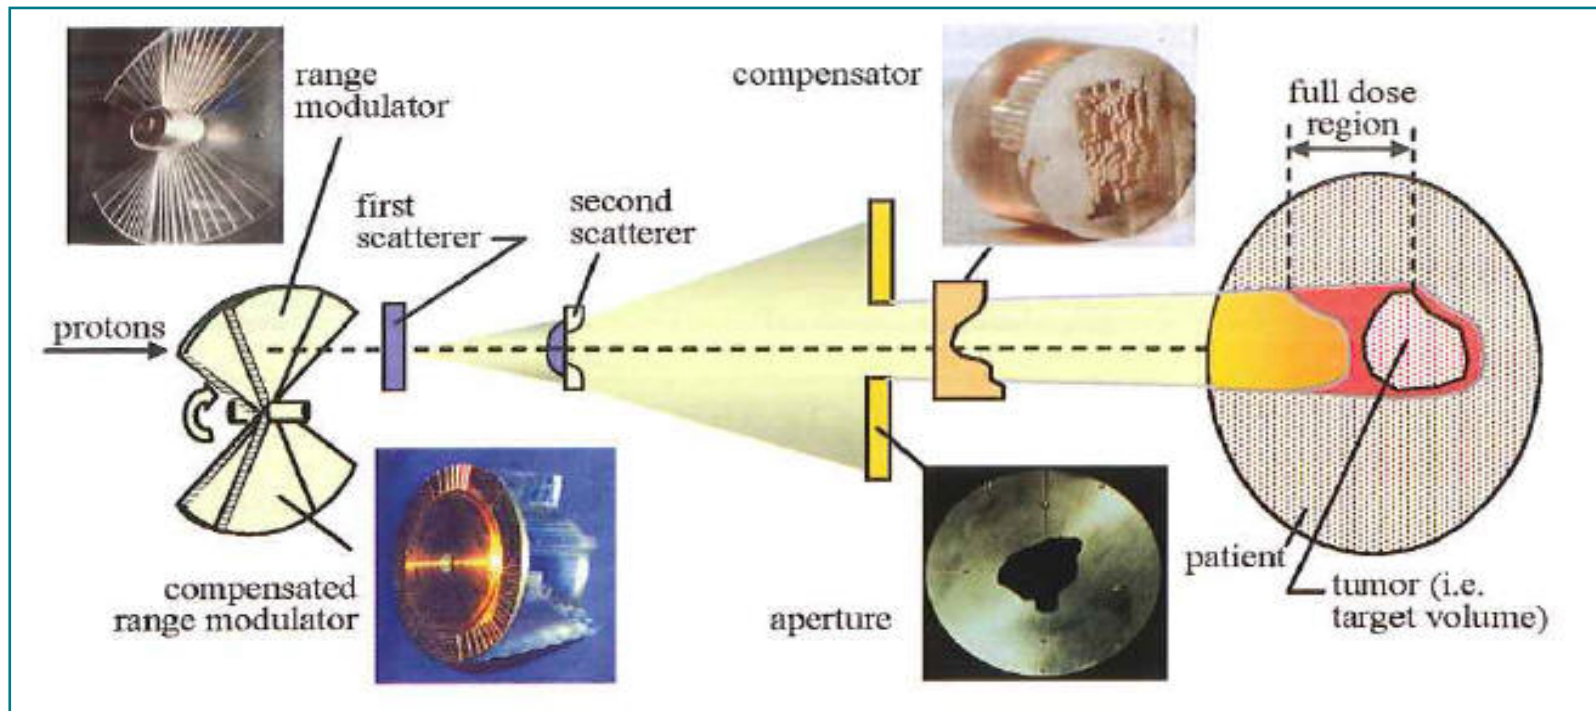 range
modulator
compensator
full dose
region
first
scatterer
second
scatterer
protons
compensated
range modulator
aperture
patient
tumor (i.e.
target volume)